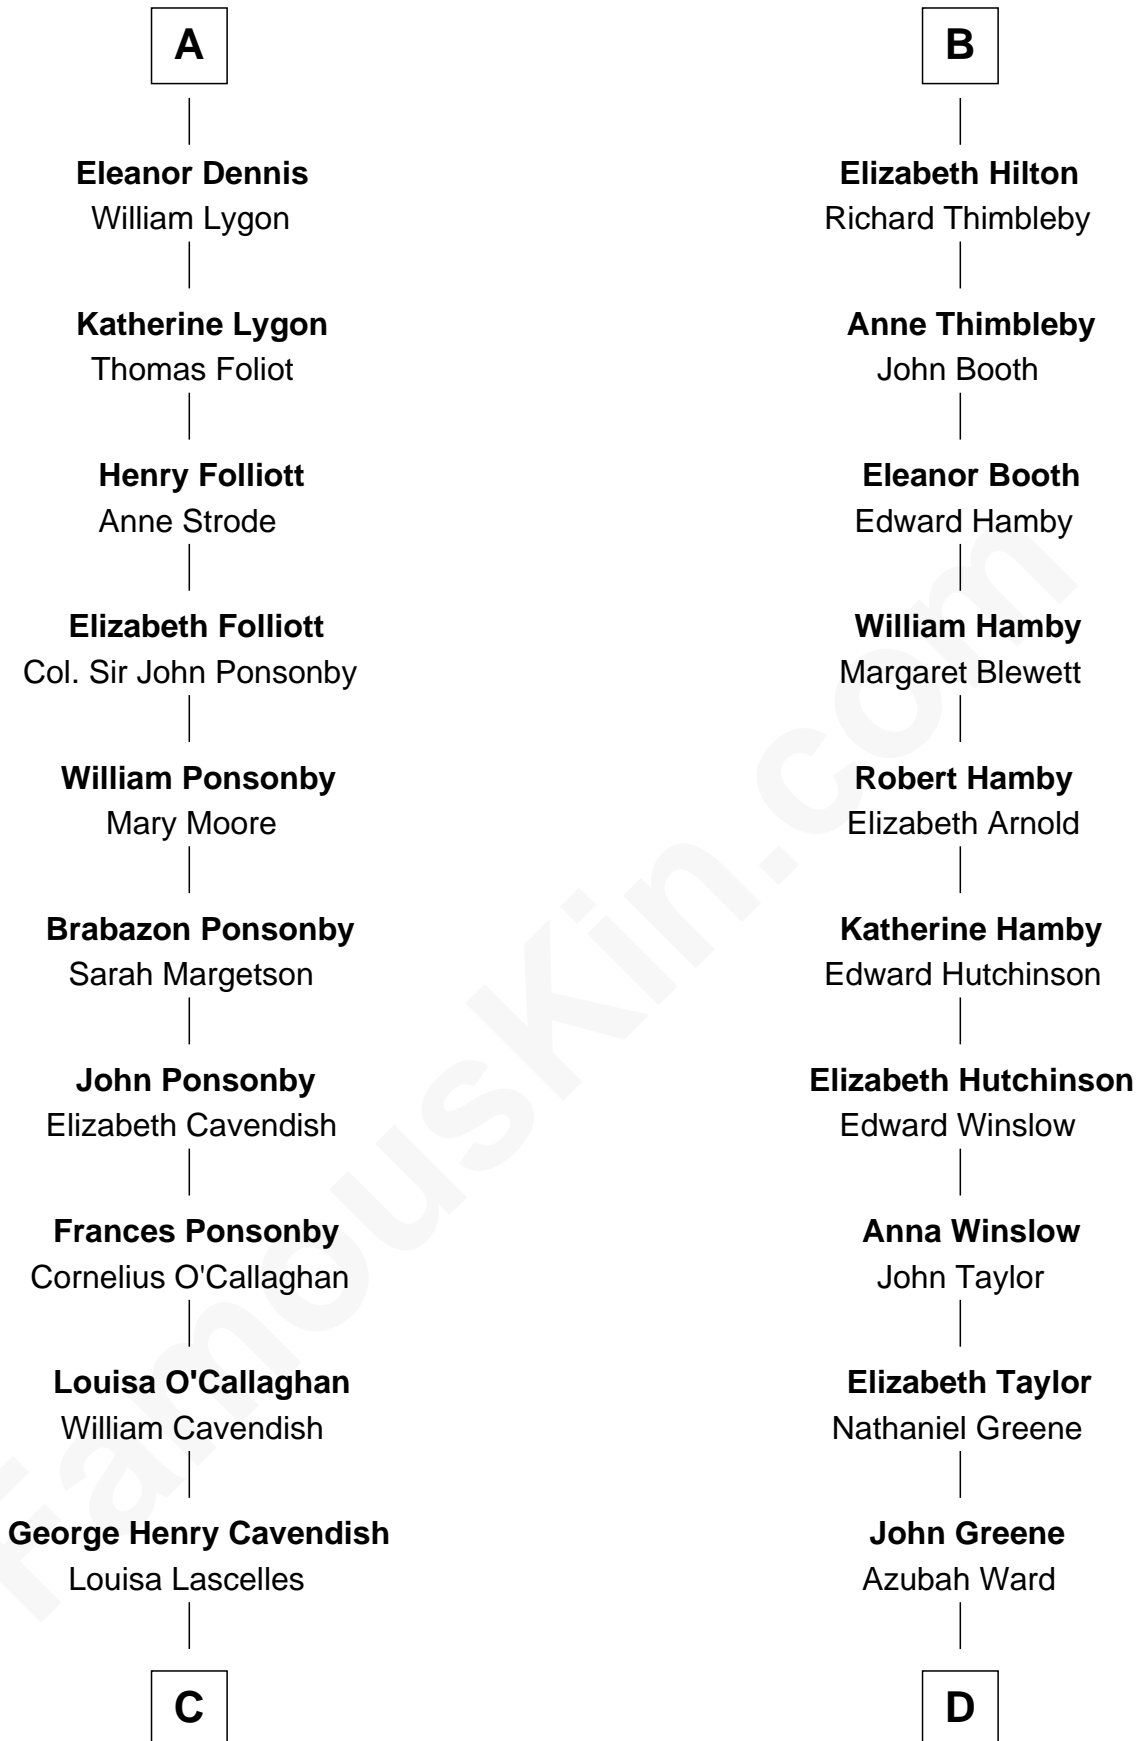 A
Eleanor Dennis
William Lygon
Katherine Lygon
Thomas Foliot
Henry Folliott
Anne Strode
Elizabeth Folliott
Col. Sir John Ponsonby
William Ponsonby
Mary Moore
Brabazon Ponsonby
Sarah Margetson
John Ponsonby
Elizabeth Cavendish
Frances Ponsonby
Cornelius O'Callaghan
Louisa O'Callaghan
William Cavendish
George Henry Cavendish
Louisa Lascelles
C
B
Elizabeth Hilton
Richard Thimbleby
Anne Thimbleby
John Booth
Eleanor Booth
Edward Hamby
William Hamby
Margaret Blewett
Robert Hamby
Elizabeth Arnold
Katherine Hamby
Edward Hutchinson
Elizabeth Hutchinson
Edward Winslow
Anna Winslow
John Taylor
Elizabeth Taylor
Nathaniel Greene
John Greene
Azubah Ward
D
FamousKin.com